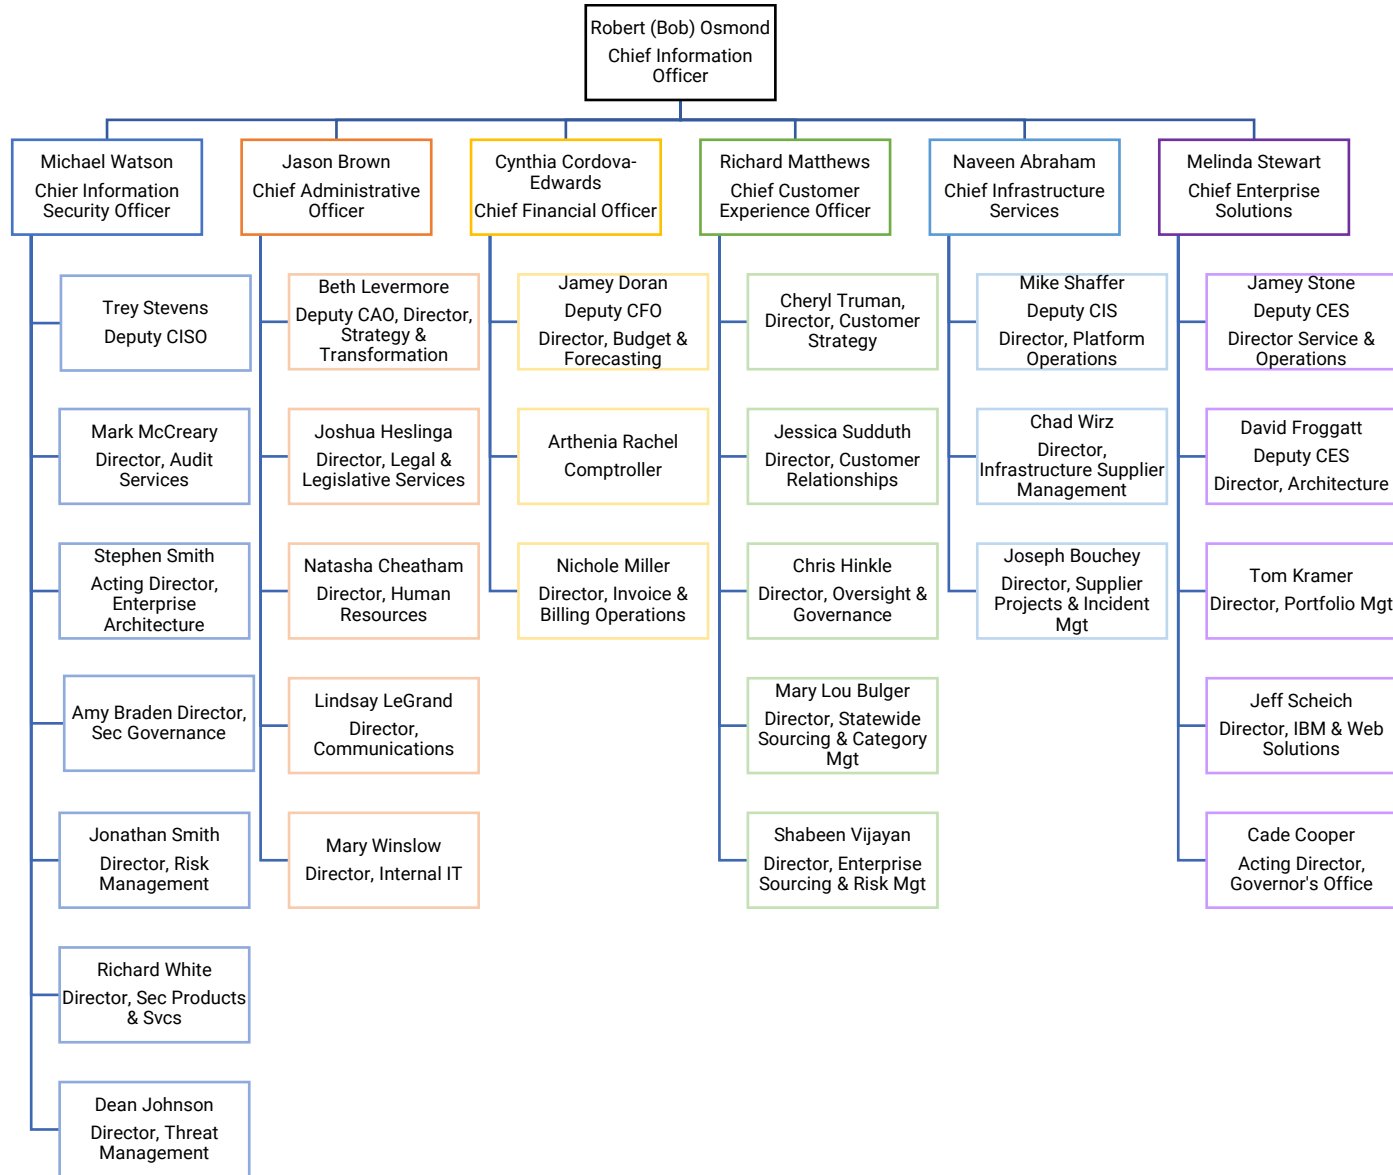 Robert (Bob) Osmond
Chief Information
Officer
Michael Watson
Chier Information
Security Officer
Trey Stevens
Deputy CISO
Mark McCreary
Director, Audit
Services
Stephen Smith
Acting Director,
Enterprise
Architecture
Amy Braden Director,
Sec Governance
Jonathan Smith
Director, Risk
Management
Richard White
Director, Sec Products
& Svcs
Dean Johnson
Director, Threat
Management
Jason Brown
Chief Administrative
Officer
Beth Levermore
Deputy CAO, Director,
Strategy &
Transformation
Joshua Heslinga
Director, Legal &
Legislative Services
Natasha Cheatham
Director, Human
Resources
Lindsay LeGrand
Director,
Communications
Mary Winslow
Director, Internal IT
Cynthia Cordova-
Edwards
Chief Financial Officer
Jamey Doran
Deputy CFO
Director, Budget &
Forecasting
Arthenia Rachel
Comptroller
Nichole Miller
Director, Invoice &
Billing Operations
Richard Matthews
Chief Customer
Experience Officer
Cheryl Truman,
Director, Customer
Strategy
Jessica Sudduth
Director, Customer
Relationships
Chris Hinkle
Director, Oversight &
Governance
Mary Lou Bulger
Director, Statewide
Sourcing & Category
Mgt
Shabeen Vijayan
Director, Enterprise
Sourcing & Risk Mgt
Naveen Abraham
Chief Infrastructure
Services
Mike Shaffer
Deputy CIS
Director, Platform
Operations
Chad Wirz
Director,
Infrastructure Supplier
Management
Joseph Bouchey
Director, Supplier
Projects & Incident
Mgt
Melinda Stewart
Chief Enterprise
Solutions
Jamey Stone
Deputy CES
Director Service &
Operations
David Froggatt
Deputy CES
Director, Architecture
Tom Kramer
Director, Portfolio Mgt
Jeff Scheich
Director, IBM & Web
Solutions
Cade Cooper
Acting Director,
Governor's Office